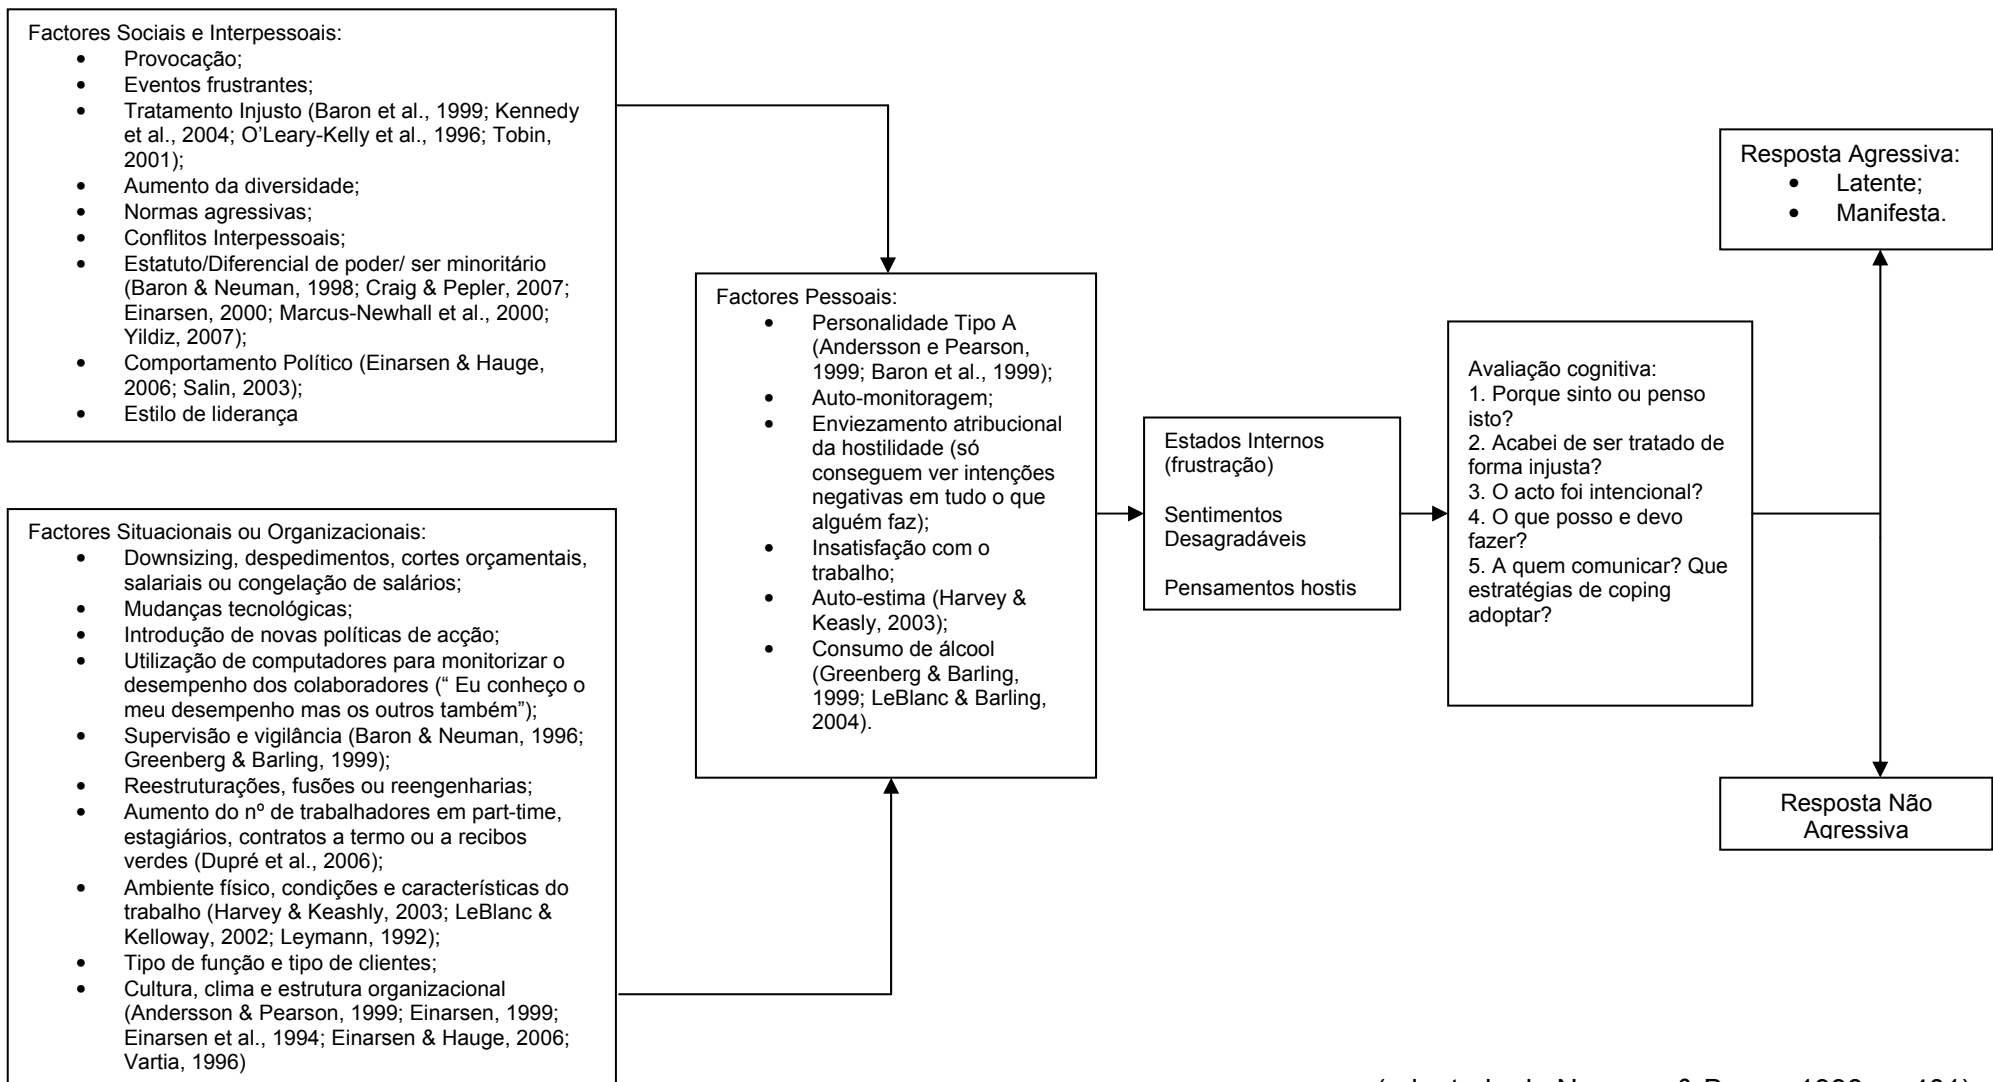 Factores Sociais e Interpessoais:
• Provocação;
• Eventos frustrantes;
• Tratamento Injusto (Baron et al., 1999; Kennedy
et al., 2004; O'Leary-Kelly et al., 1996; Tobin,
2001);
• Aumento da diversidade;
• Normas agressivas;
• Conflitos Interpessoais;
• Estatuto/Diferencial de poder/ ser minoritário
(Baron & Neuman, 1998; Craig & Pepler, 2007;
Einarsen, 2000; Marcus-Newhall et al., 2000;
Yildiz, 2007);
• Comportamento Político (Einarsen & Hauge,
2006; Salin, 2003);
• Estilo de liderança
Factores Situacionais ou Organizacionais:
• Downsizing, despedimentos, cortes orçamentais,
salariais ou congelação de salários;
• Mudanças tecnológicas;
• Introdução de novas políticas de acção;
• Utilização de computadores para monitorizar o
desempenho dos colaboradores (“ Eu conheço o
meu desempenho mas os outros também”);
• Supervisão e vigilância (Baron & Neuman, 1996;
Greenberg & Barling, 1999);
• Reestruturações, fusões ou reengenharias;
• Aumento do nº de trabalhadores em part-time,
estagiários, contratos a termo ou a recibos
verdes (Dupré et al., 2006);
• Ambiente físico, condições e características do
trabalho (Harvey & Keashly, 2003; LeBlanc &
Kelloway, 2002; Leymann, 1992);
• Tipo de função e tipo de clientes;
• Cultura, clima e estrutura organizacional
(Andersson & Pearson, 1999; Einarsen, 1999;
Einarsen et al., 1994; Einarsen & Hauge, 2006;
Vartia, 1996)
Factores Pessoais:
• Personalidade Tipo A
(Andersson e Pearson,
1999; Baron et al., 1999);
• Auto-monitoragem;
• Enviezamento atribucional
da hostilidade (só
conseguem ver intenções
negativas em tudo o que
alguém faz);
• Insatisfação com o
trabalho;
• Auto-estima (Harvey &
Keasly, 2003);
• Consumo de álcool
(Greenberg & Barling,
1999; LeBlanc & Barling,
2004).
Estados Internos
(frustração)
Sentimentos
Desagradáveis
Pensamentos hostis
Avaliação cognitiva:
1. Porque sinto ou penso
isto?
2. Acabei de ser tratado de
forma injusta?
3. O acto foi intencional?
4. O que posso e devo
fazer?
5. A quem comunicar? Que
estratégias de coping
adoptar?
Resposta Agressiva:
• Latente;
• Manifesta.
Resposta Não
Agressiva